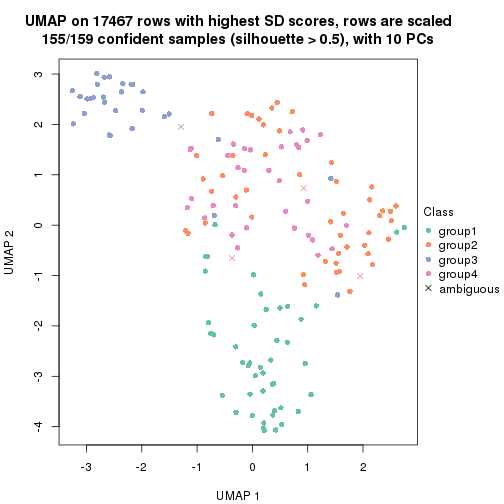 UMAP on 17467 rows with highest SD scores, rows are scaled
155/159 confident samples (silhouette > 0.5), with 10 PCs
3
2
1
0
-1
-2
-3
-4
UMAP 2
-3
-2
-1
0
1
2
UMAP 1
Class
group1
group2
group3
group4
ambiguous